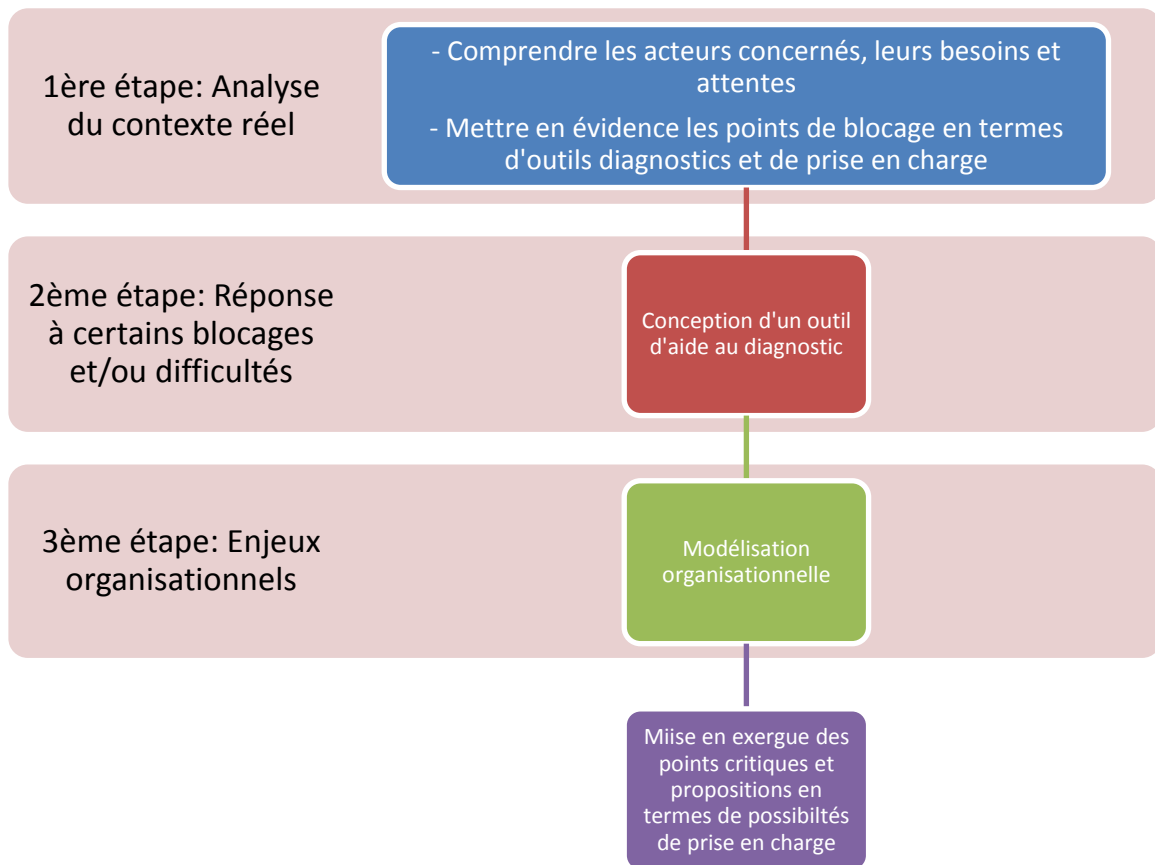 1ère étape: Analyse
du contexte réel
- Comprendre les acteurs concernés, leurs besoins et
attentes
- Mettre en évidence les points de blocage en termes
d'outils diagnostics et de prise en charge
2ème étape: Réponse
à certains blocages
et/ou difficultés
Conception d'un outil
d'aide au diagnostic
3ème étape: Enjeux
organisationnels
Modélisation
organisationnelle
Miise en exergue des
points critiques et
propositions en
termes de possibiltés
de prise en charge